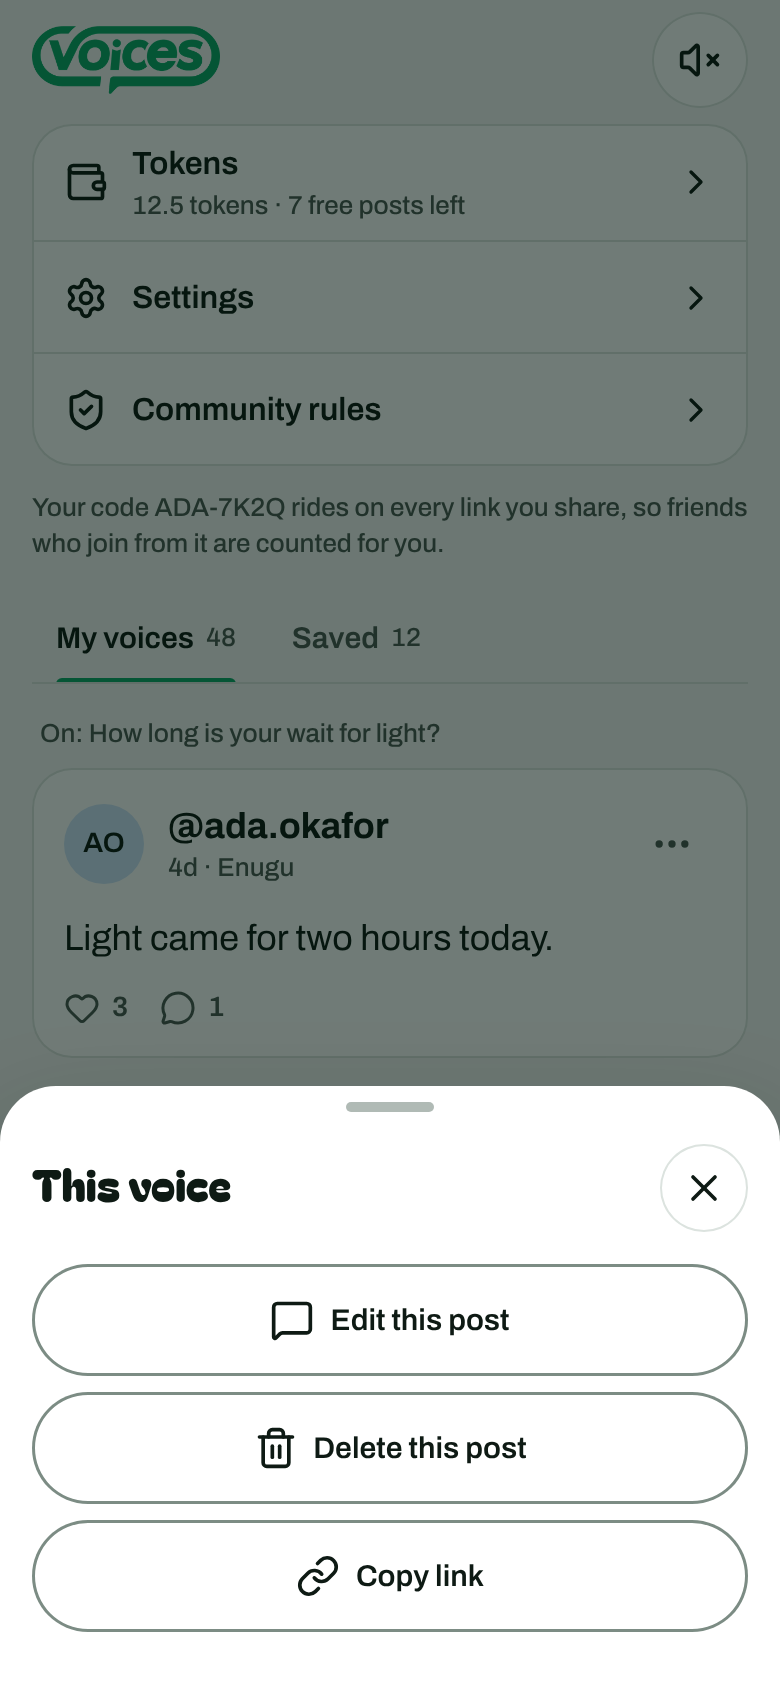 Voices
Tokens
12.5 tokens · 7 free posts left
Settings
Community rules
Your code ADA-7K2Q rides on every link you share, so friends
who join from it are counted for you.
My voices 48 Saved 12
On: How long is your wait for light?
AO
@ada.okafor
4d · Enugu
Light came for two hours today.
3 1
This voice
Edit this post
Delete this post
Copy link